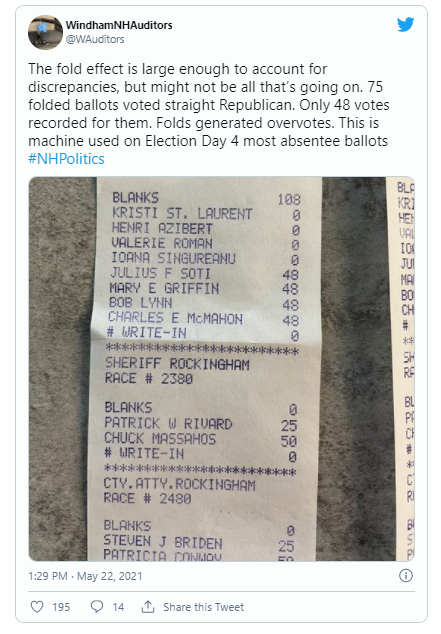 WindhamNHAuditors
@WAuditors
The fold effect is large enough to account for
discrepancies, but might not be all that's going on. 75
folded ballots voted straight Republican. Only 48 votes
recorded for them. Folds generated overvotes. This is
machine used on Election Day 4 most absentee ballots
#NHPolitics
BLANKS 108
KRISTI ST. LAURENT 0
HENRI AZIBERT 0
VALERIE ROMAN 0
IOANA SINGUREANU 0
JULIUS F SOTI 48
MARY E GRIFFIN 48
BOB LYNN 48
CHARLES E McMAHON 48
# WRITE-IN 0
*************************
SHERIFF ROCKINGHAM
RACE # 2380
BLANKS 0
PATRICK W RIVARD 25
CHUCK MASSAHOS 50
# WRITE-IN 0
*************************
CTY.ATTY.ROCKINGHAM
RACE # 2480
BLANKS 0
STEVEN J BRIDEN 25
PATRICIA CONWAY 50
1:29 PM · May 22, 2021
195 14 Share this Tweet